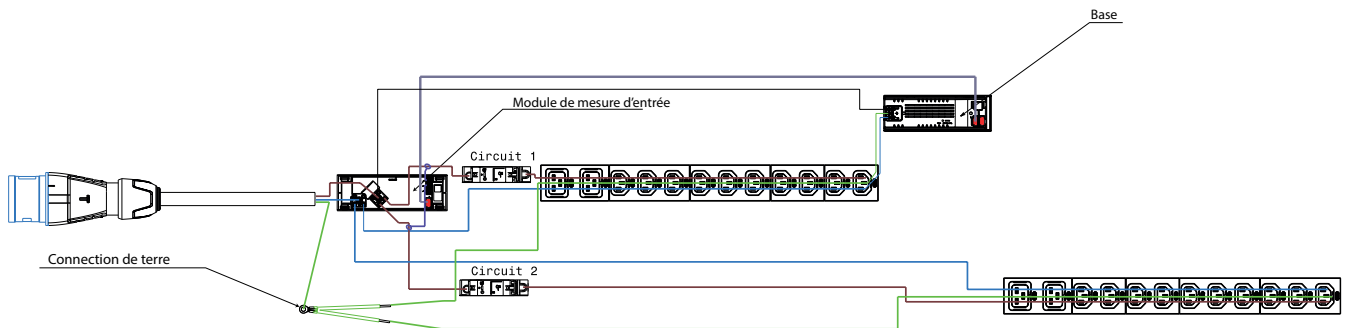 Base
Module de mesure d'entrée
Circuit 1
Connection de terre
Circuit 2